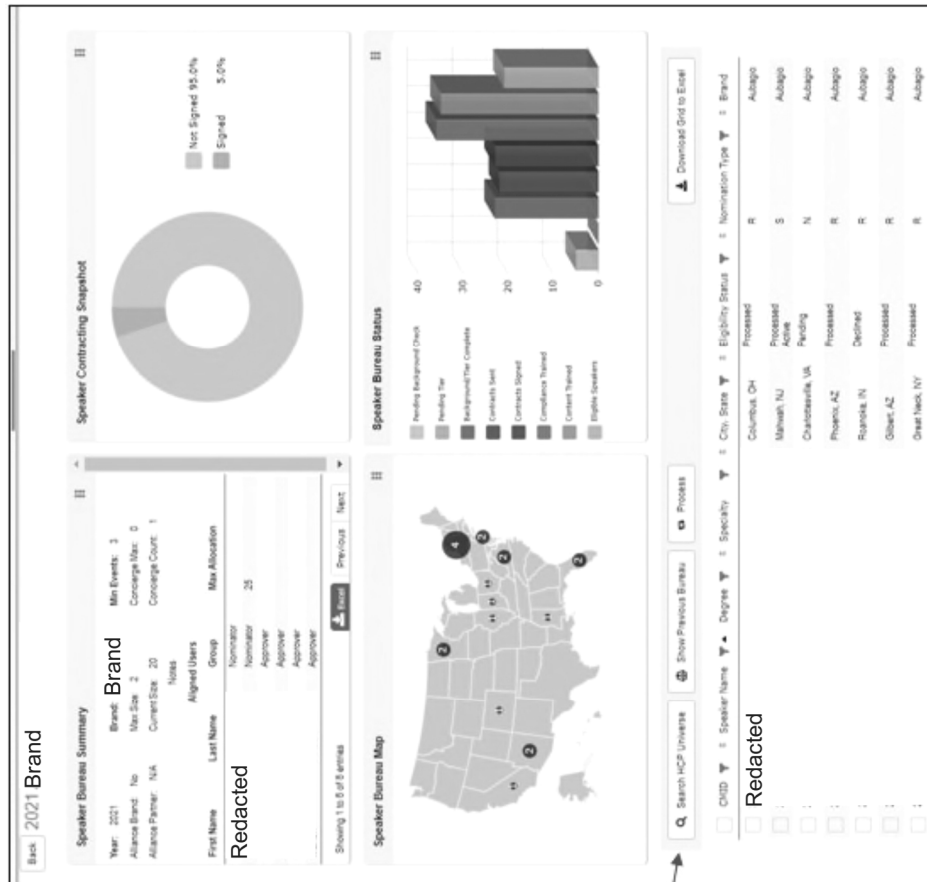 Back 2021 Brand
Speaker Bureau Summary
Year: 2021 Brand: Brand Min Events: 3
Alliance Brand: No Max Size: 2 Concierge Max: 0
Alliance Partner: N/A Current Size: 20 Concierge Count: 1
Notes
Aligned Users
First Name Last Name Group Max Allocation
Redacted
Nominator
Nominator 25
Approver
Approver
Approver
Approver
Showing 1 to 6 of 6 entries
Excel Previous Next
Speaker Contracting Snapshot
Not Signed 95.0%
Signed 5.0%
Speaker Bureau Map
4
2
2
2
2
2
Speaker Bureau Status
Pending Background Check
Pending Tier
Background/Tier Complete
Contracts Sent
Contracts Signed
Compliance Trained
Content Trained
Eligible Speakers
40
30
20
10
0
Search HCP Universe Show Previous Bureau Process Download Grid to Excel
CMID Speaker Name Degree Specialty City, State Eligibility Status Nomination Type Brand
Redacted
Columbus, OH Processed R Aubagio
Mahwah, NJ Processed Active S Aubagio
Charlottesville, VA Pending N Aubagio
Phoenix, AZ Processed R Aubagio
Roanoke, IN Declined R Aubagio
Gilbert, AZ Processed R Aubagio
Great Neck, NY Processed R Aubagio